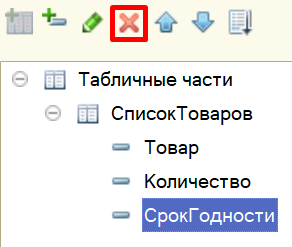 Табличные части
СписокТоваров
Товар
Количество
СрокГодности